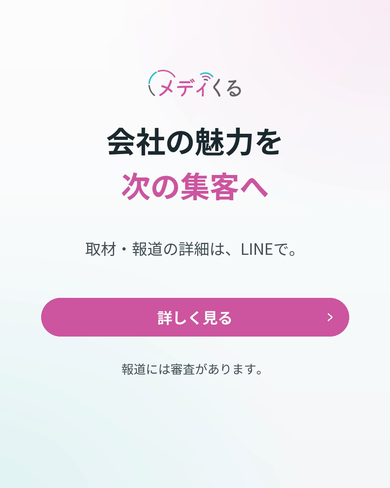 メディくる
会社の魅力を
次の集客へ
取材・報道の詳細は、LINEで。
詳しく見る
報道には審査があります。